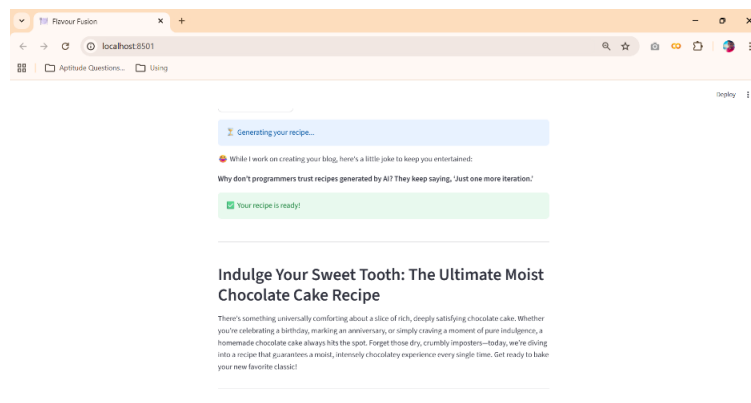 Flavour Fusion
localhost:8501
Aptitude Questions... Using
Deploy
Generating your recipe...
While I work on creating your blog, here's a little joke to keep you entertained:
Why don't programmers trust recipes generated by AI? They keep saying, 'Just one more iteration.'
Your recipe is ready!
Indulge Your Sweet Tooth: The Ultimate Moist
Chocolate Cake Recipe
There's something universally comforting about a slice of rich, deeply satisfying chocolate cake. Whether
you're celebrating a birthday, marking an anniversary, or simply craving a moment of pure indulgence, a
homemade chocolate cake always hits the spot. Forget those dry, crumbly imposters—today, we're diving
into a recipe that guarantees a moist, intensely chocolatey experience every single time. Get ready to bake
your new favorite classic!